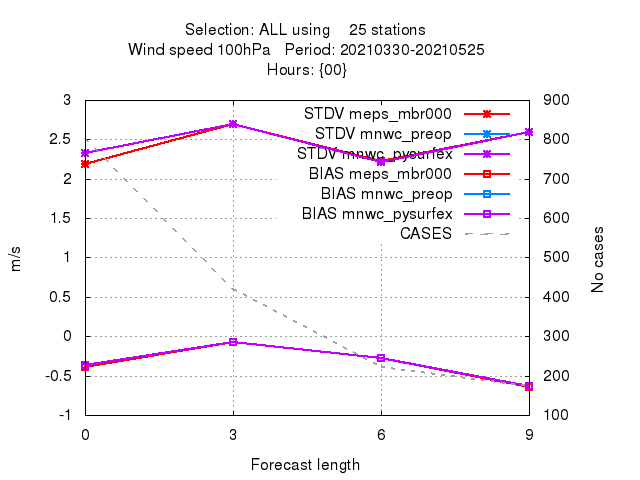 Selection: ALL using 25 stations
Wind speed 100hPa Period: 20210330-20210525
Hours: {00}
STDV meps_mbr000
STDV mnwc_preop
STDV mnwc_pysurfex
BIAS meps_mbr000
BIAS mnwc_preop
BIAS mnwc_pysurfex
CASES
3
2.5
2
1.5
1
0.5
0
-0.5
-1
m/s
900
800
700
600
500
400
300
200
100
No cases
0 3 6 9
Forecast length